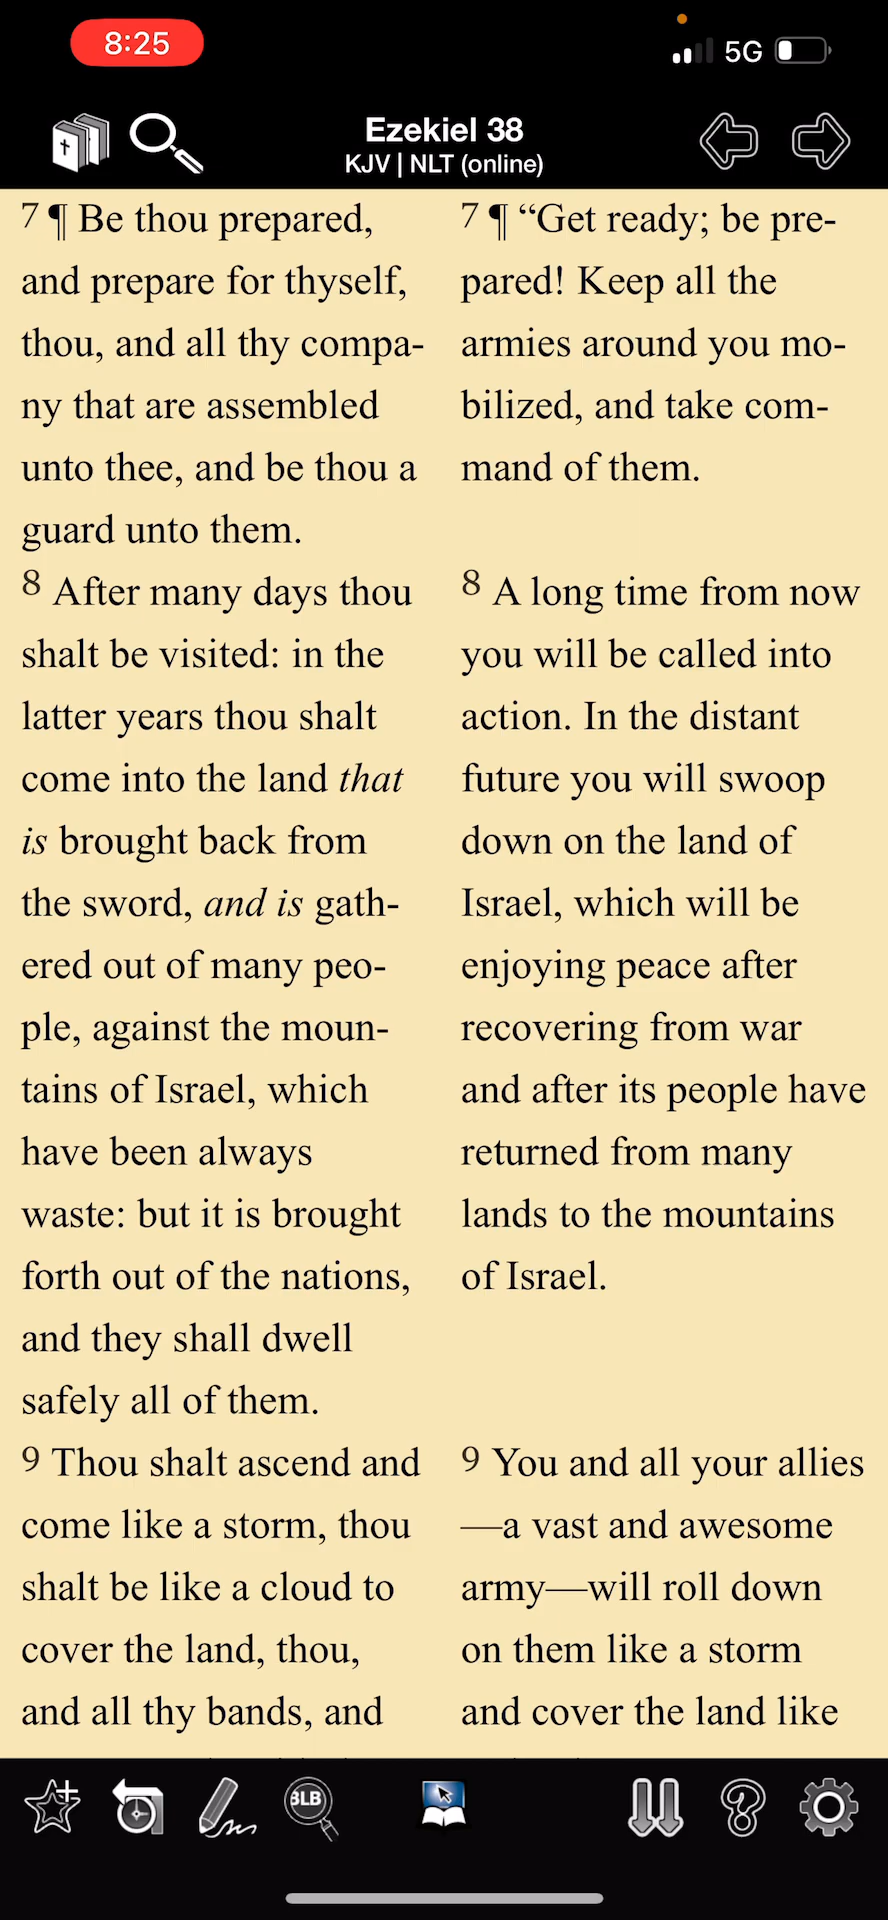 8:25
5G
Ezekiel 38
KJV | NLT (online)
7 ¶ Be thou prepared,
and prepare for thyself,
thou, and all thy compa-
ny that are assembled
unto thee, and be thou a
guard unto them.
8 After many days thou
shalt be visited: in the
latter years thou shalt
come into the land that
is brought back from
the sword, and is gath-
ered out of many peo-
ple, against the moun-
tains of Israel, which
have been always
waste: but it is brought
forth out of the nations,
and they shall dwell
safely all of them.
9 Thou shalt ascend and
come like a storm, thou
shalt be like a cloud to
cover the land, thou,
and all thy bands, and
7 ¶ “Get ready; be pre-
pared! Keep all the
armies around you mo-
bilized, and take com-
mand of them.
8 A long time from now
you will be called into
action. In the distant
future you will swoop
down on the land of
Israel, which will be
enjoying peace after
recovering from war
and after its people have
returned from many
lands to the mountains
of Israel.
9 You and all your allies
—a vast and awesome
army—will roll down
on them like a storm
and cover the land like
BLB